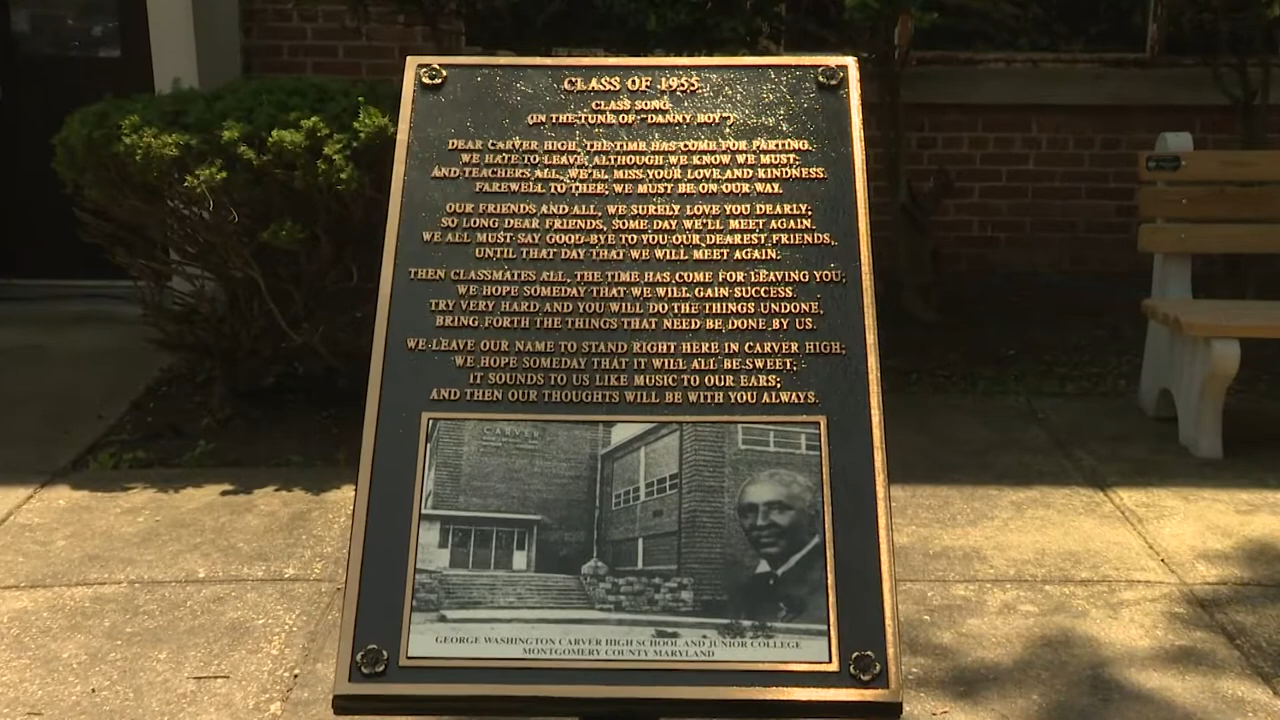 CLASS OF 1955
CLASS SONG
(IN THE TUNE OF "DANNY BOY")
DEAR CARVER HIGH, THE TIME HAS COME FOR PARTING.
WE HATE TO LEAVE, ALTHOUGH WE KNOW WE MUST;
AND TEACHERS ALL, WE'LL MISS YOUR LOVE AND KINDNESS.
FAREWELL TO THEE; WE MUST BE ON OUR WAY.
OUR FRIENDS AND ALL, WE SURELY LOVE YOU DEARLY;
SO LONG DEAR FRIENDS, SOME DAY WE'LL MEET AGAIN.
WE ALL MUST SAY GOOD-BYE TO YOU OUR DEAREST FRIENDS,
UNTIL THAT DAY THAT WE WILL MEET AGAIN.
THEN CLASSMATES ALL, THE TIME HAS COME FOR LEAVING YOU;
WE HOPE SOMEDAY THAT WE WILL GAIN SUCCESS.
TRY VERY HARD AND YOU WILL DO THE THINGS UNDONE,
BRING FORTH THE THINGS THAT NEED BE DONE BY US.
WE LEAVE OUR NAME TO STAND RIGHT HERE IN CARVER HIGH;
WE HOPE SOMEDAY THAT IT WILL ALL BE SWEET;
IT SOUNDS TO US LIKE MUSIC TO OUR EARS;
AND THEN OUR THOUGHTS WILL BE WITH YOU ALWAYS.
CARVER
GEORGE WASHINGTON CARVER HIGH SCHOOL AND JUNIOR COLLEGE
MONTGOMERY COUNTY MARYLAND